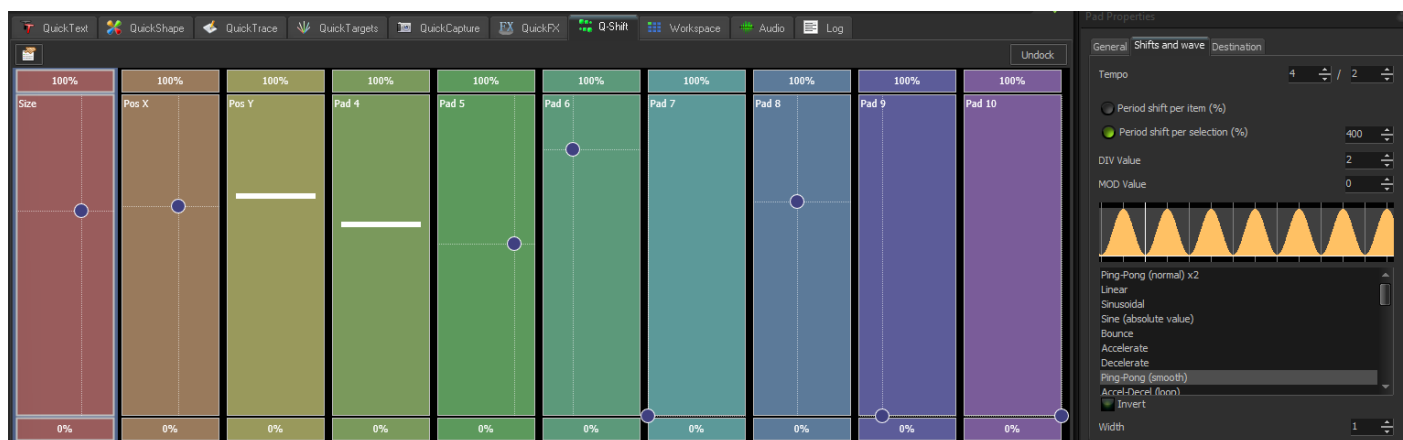 QuickText QuickShape QuickTrace QuickTargets QuickCapture FX QuickFX Q-Shift Workspace Audio Log
Undock
100% 100% 100% 100% 100% 100% 100% 100% 100% 100%
Size Pos X Pos Y Pad 4 Pad 5 Pad 6 Pad 7 Pad 8 Pad 9 Pad 10
0% 0% 0% 0% 0% 0% 0% 0% 0% 0%
Pad Properties
General Shifts and wave Destination
Tempo 4 / 2
Period shift per item (%)
Period shift per selection (%) 400
DIV Value 2
MOD Value 0
Ping-Pong (normal) x2
Linear
Sinusoidal
Sine (absolute value)
Bounce
Accelerate
Decelerate
Ping-Pong (smooth)
Accel-Decel (loop)
Invert
Width 1